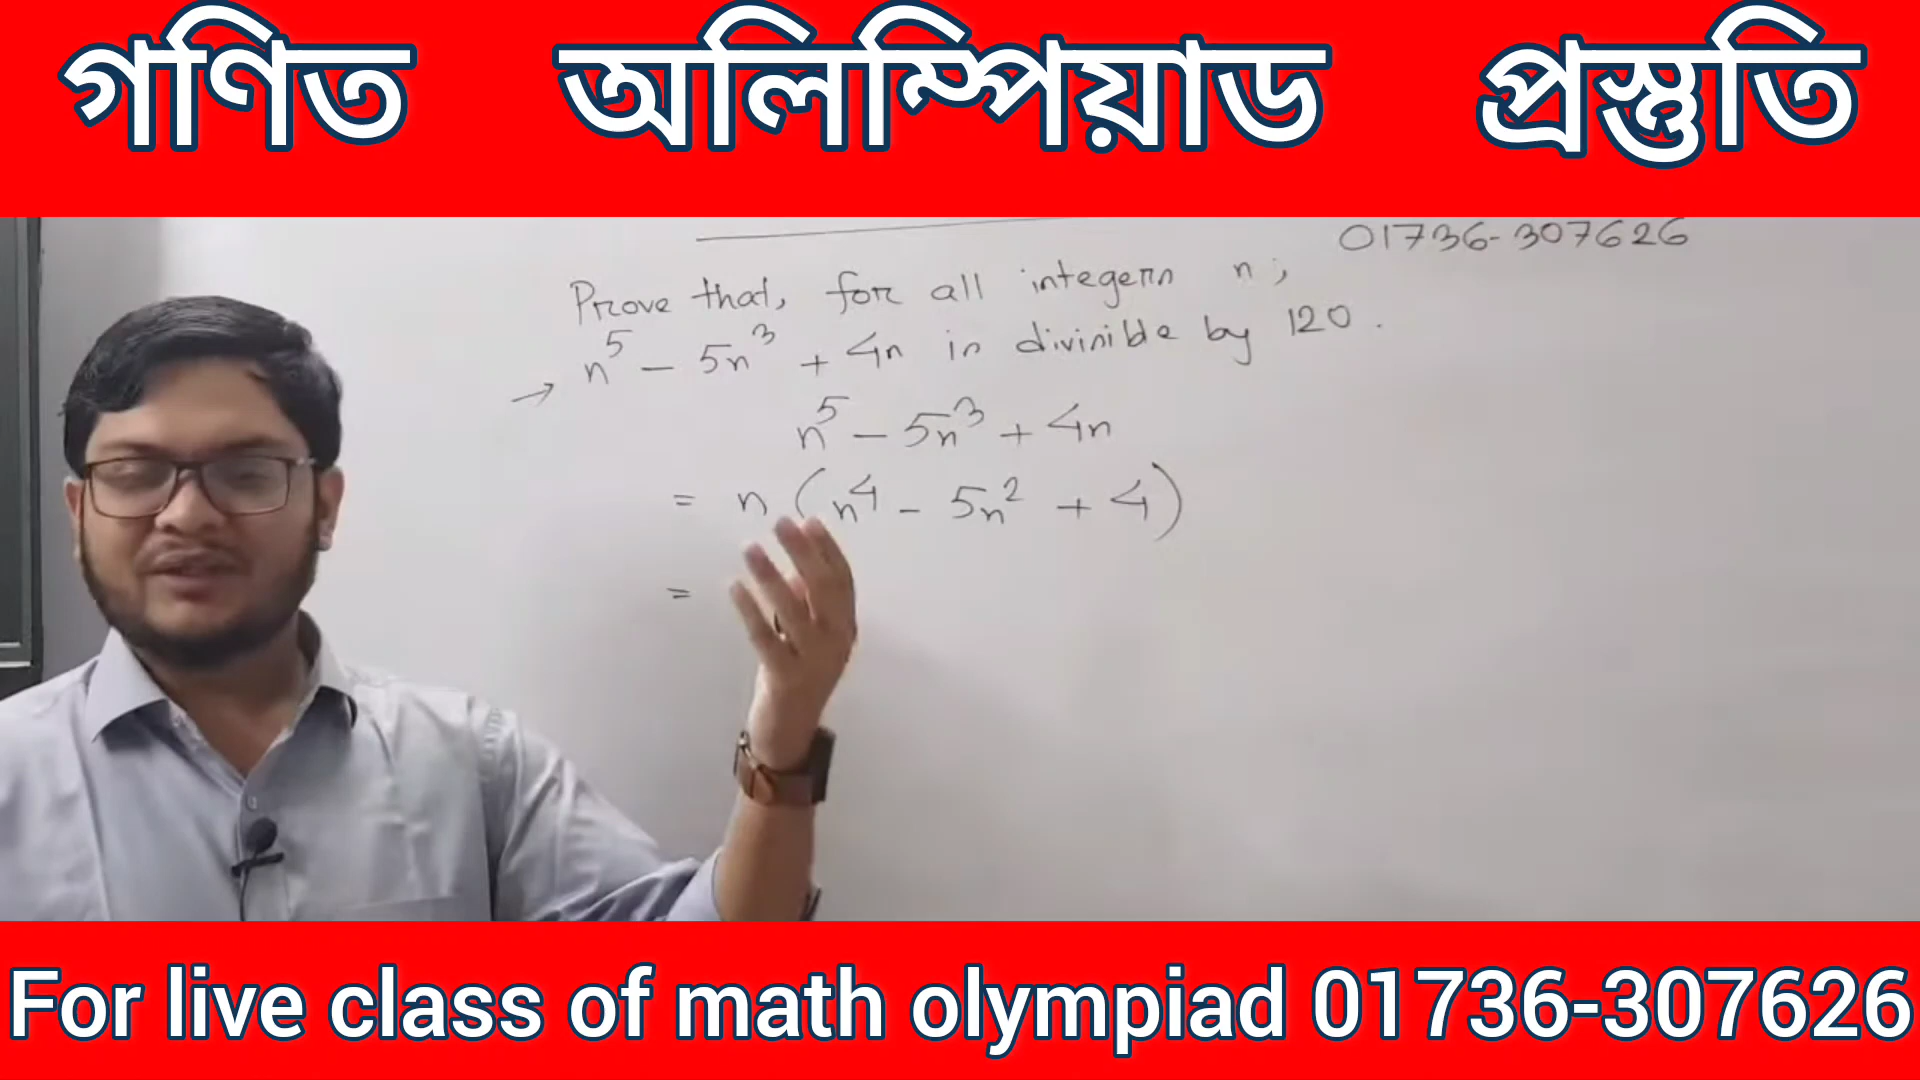 গণিত অলিম্পিয়াড প্রস্তুতি
01736-307626
Prove that, for all integers n,
n⁵ - 5n³ + 4n is divisible by 120.
→
n⁵ - 5n³ + 4n
= n (n⁴ - 5n² + 4)
=
For live class of math olympiad 01736-307626